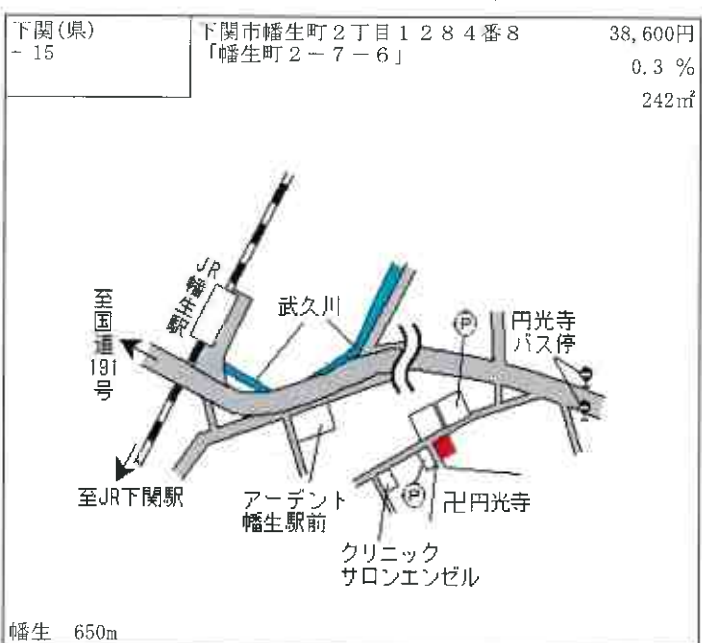 下関(県)
- 15
下関市幡生町２丁目１２８４番８
「幡生町２－７－６」
38,600円
0.3 %
242㎡
JR幡生駅
至国道191号
武久川
Ⓟ
円光寺
バス停
至JR下関駅
アーデント
幡生駅前
Ⓟ
卍円光寺
クリニック
サロンエンゼル
幡生 650m